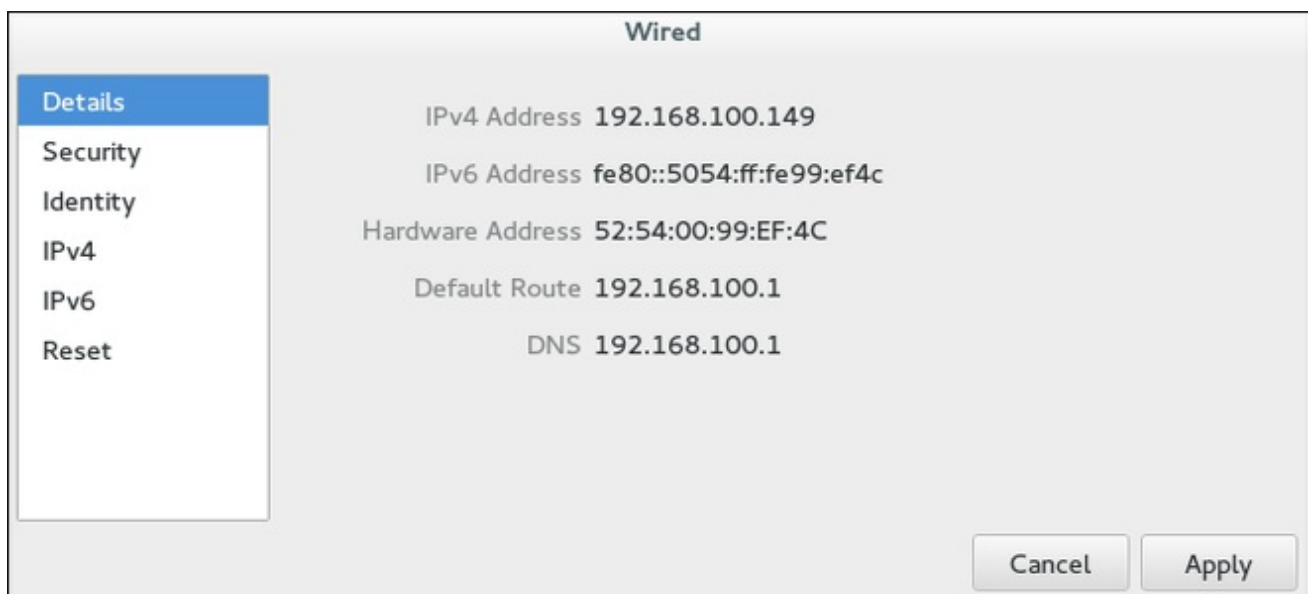 Wired
Details
Security
Identity
IPv4
IPv6
Reset
IPv4 Address 192.168.100.149
IPv6 Address fe80::5054:ff:fe99:ef4c
Hardware Address 52:54:00:99:EF:4C
Default Route 192.168.100.1
DNS 192.168.100.1
Cancel
Apply